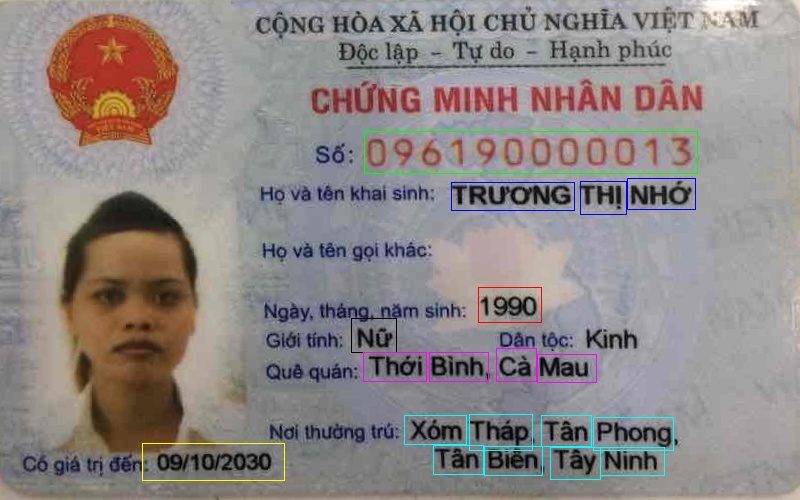 CỘNG HÒA XÃ HỘI CHỦ NGHĨA VIỆT NAM
Độc lập - Tự do - Hạnh phúc
CHỨNG MINH NHÂN DÂN
Số: 096190000013
Họ và tên khai sinh: TRƯƠNG THỊ NHỚ
Họ và tên gọi khác:
Ngày, tháng, năm sinh: 1990
Giới tính: Nữ Dân tộc: Kinh
Quê quán: Thới Bình, Cà Mau
Nơi thường trú: Xóm Tháp, Tân Phong,
Tân Biên, Tây Ninh
Có giá trị đến: 09/10/2030